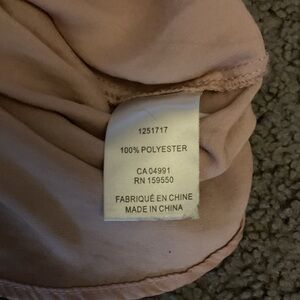 1251717
100% POLYESTER
CA 04991
RN 159550
FABRIQUÉ EN CHINE
MADE IN CHINA